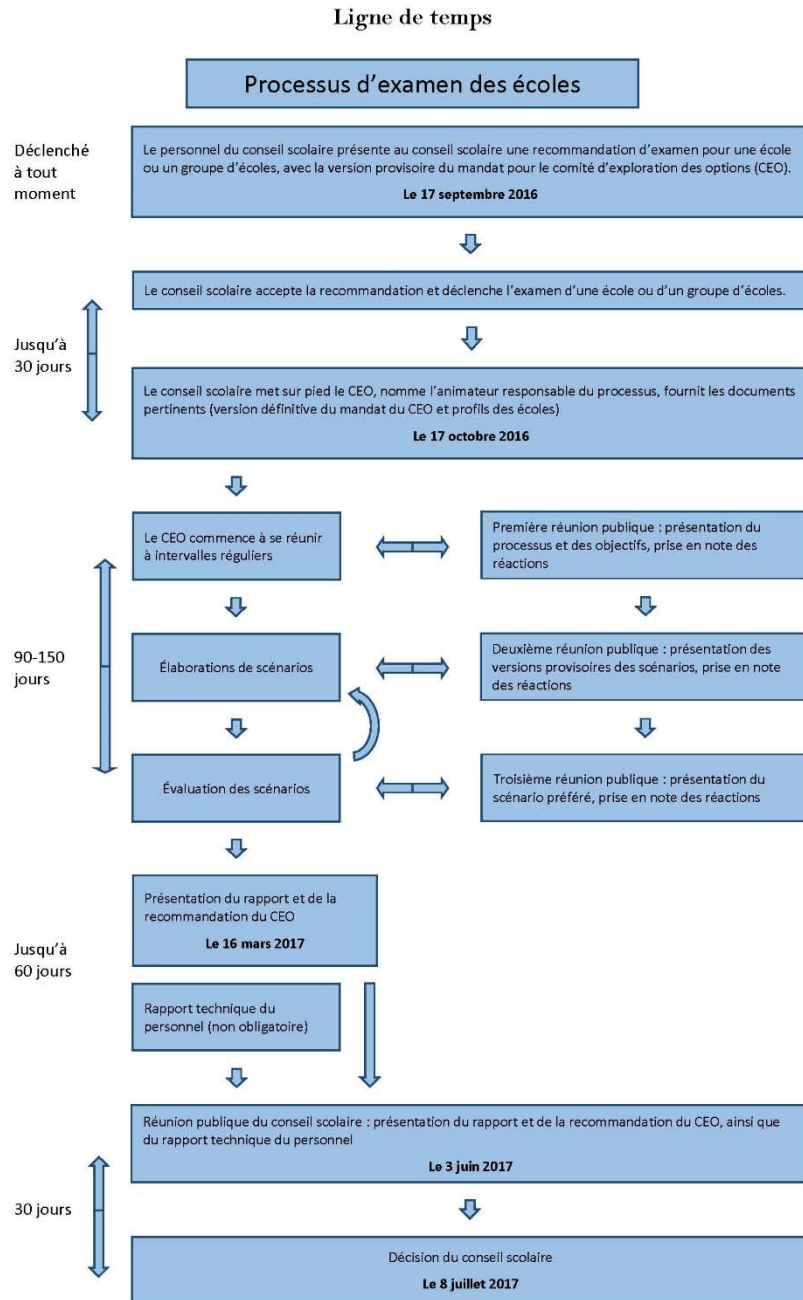 Ligne de temps
Processus d'examen des écoles
Déclenché
à tout
moment
Le personnel du conseil scolaire présente au conseil scolaire une recommandation d'examen pour une école
ou un groupe d'écoles, avec la version provisoire du mandat pour le comité d'exploration des options (CEO).
Le 17 septembre 2016
Le conseil scolaire accepte la recommandation et déclenche l'examen d'une école ou d'un groupe d'écoles.
Jusqu'à
30 jours
Le conseil scolaire met sur pied le CEO, nomme l'animateur responsable du processus, fournit les documents
pertinents (version définitive du mandat du CEO et profils des écoles)
Le 17 octobre 2016
Le CEO commence à se réunir
à intervalles réguliers
Première réunion publique : présentation du
processus et des objectifs, prise en note des
réactions
90-150
jours
Élaborations de scénarios
Deuxième réunion publique : présentation des
versions provisoires des scénarios, prise en note
des réactions
Évaluation des scénarios
Troisième réunion publique : présentation du
scénario préféré, prise en note des réactions
Présentation du rapport et de la
recommandation du CEO
Le 16 mars 2017
Jusqu'à
60 jours
Rapport technique du
personnel (non obligatoire)
Réunion publique du conseil scolaire : présentation du rapport et de la recommandation du CEO, ainsi que
du rapport technique du personnel
Le 3 juin 2017
30 jours
Décision du conseil scolaire
Le 8 juillet 2017